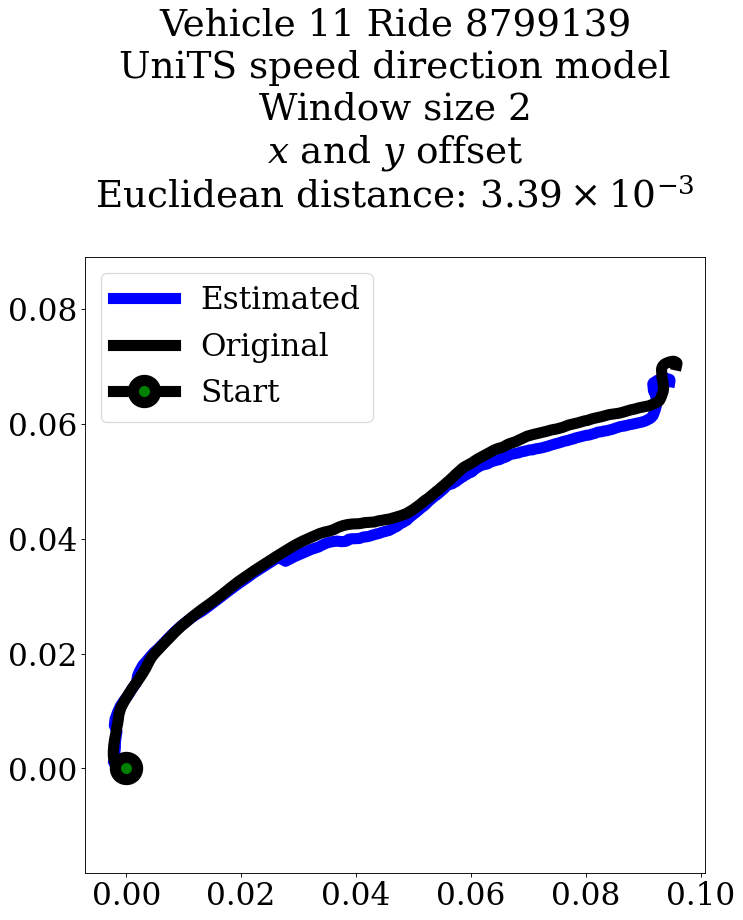 Vehicle 11 Ride 8799139
UniTS speed direction model
Window size 2
x and y offset
Euclidean distance: 3.39 × 10⁻³
Estimated
Original
Start
0.08
0.06
0.04
0.02
0.00
0.00 0.02 0.04 0.06 0.08 0.10